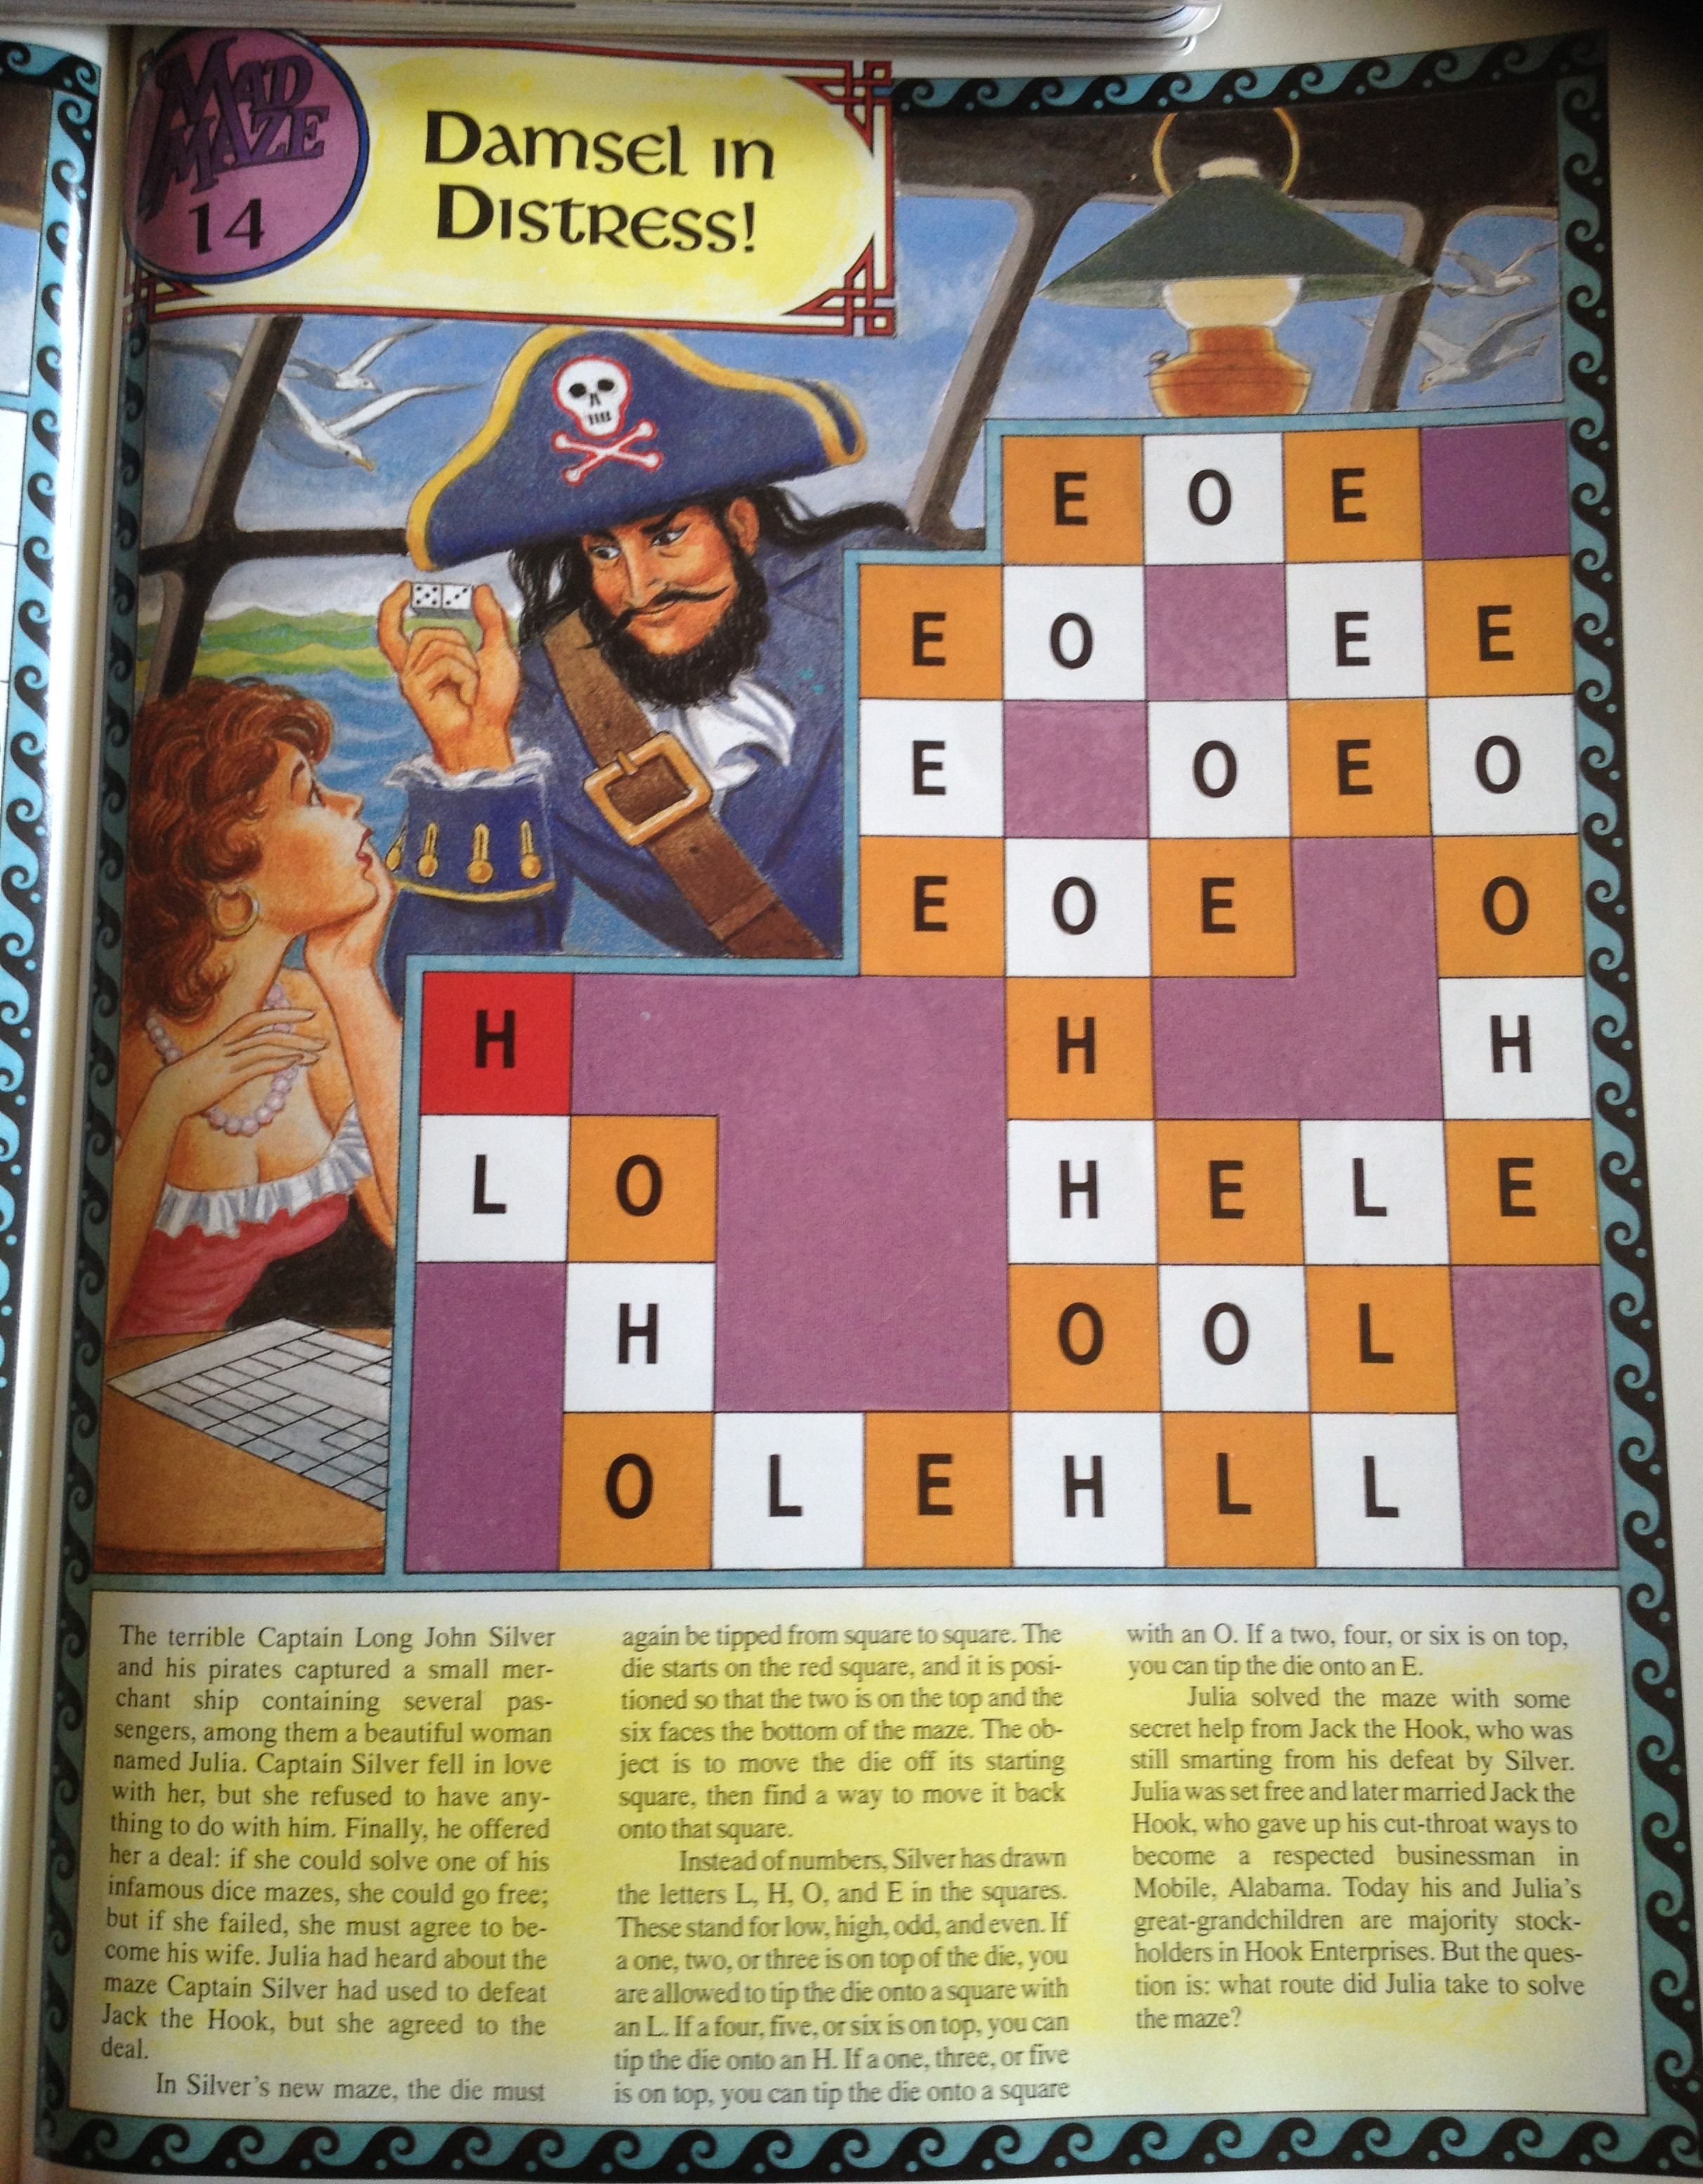 MAD
MAZE
14
Damsel in
Distress!
E O E
E O E E
E O E O
E O E O
H H H
L O H E L E
H O O L
O L E H L L
The terrible Captain Long John Silver
and his pirates captured a small mer-
chant ship containing several pas-
sengers, among them a beautiful woman
named Julia. Captain Silver fell in love
with her, but she refused to have any-
thing to do with him. Finally, he offered
her a deal: if she could solve one of his
infamous dice mazes, she could go free;
but if she failed, she must agree to be-
come his wife. Julia had heard about the
maze Captain Silver had used to defeat
Jack the Hook, but she agreed to the
deal.
In Silver's new maze, the die must
again be tipped from square to square. The
die starts on the red square, and it is posi-
tioned so that the two is on the top and the
six faces the bottom of the maze. The ob-
ject is to move the die off its starting
square, then find a way to move it back
onto that square.
Instead of numbers, Silver has drawn
the letters L, H, O, and E in the squares.
These stand for low, high, odd, and even. If
a one, two, or three is on top of the die, you
are allowed to tip the die onto a square with
an L. If a four, five, or six is on top, you can
tip the die onto an H. If a one, three, or five
is on top, you can tip the die onto a square
with an O. If a two, four, or six is on top,
you can tip the die onto an E.
Julia solved the maze with some
secret help from Jack the Hook, who was
still smarting from his defeat by Silver.
Julia was set free and later married Jack the
Hook, who gave up his cut-throat ways to
become a respected businessman in
Mobile, Alabama. Today his and Julia's
great-grandchildren are majority stock-
holders in Hook Enterprises. But the ques-
tion is: what route did Julia take to solve
the maze?